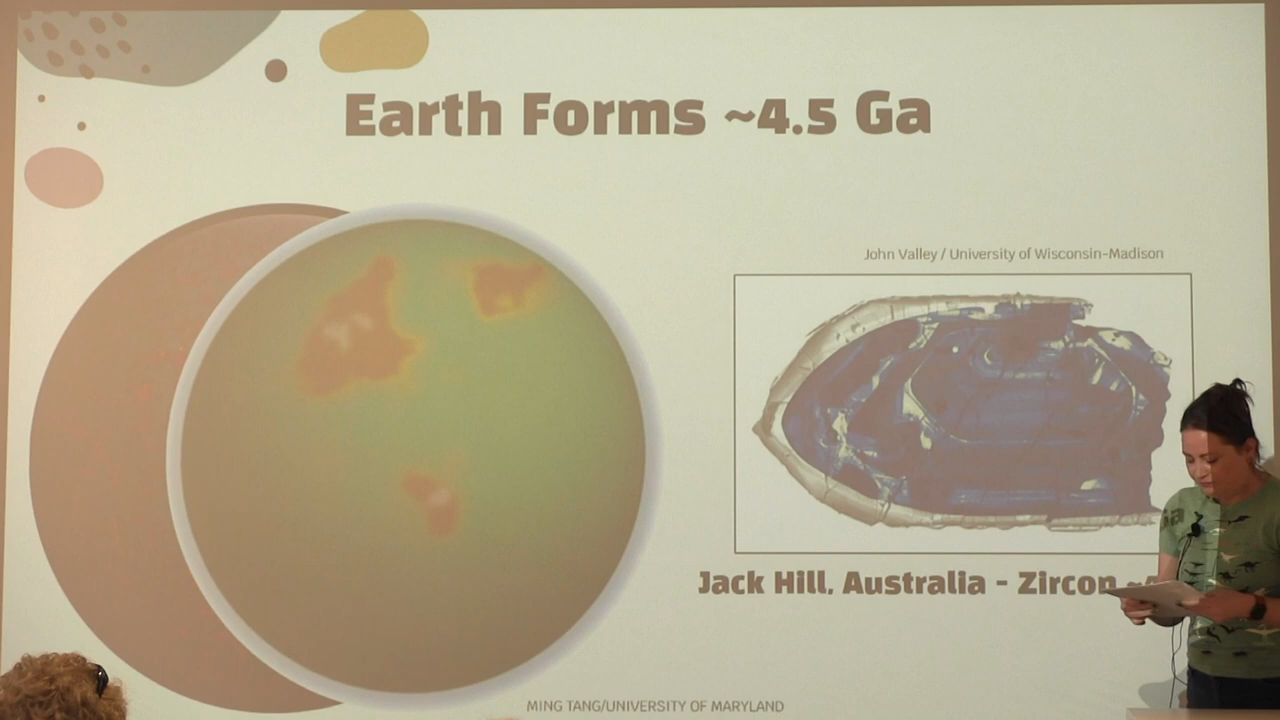 Earth Forms ~4.5 Ga
John Valley / University of Wisconsin-Madison
Jack Hill, Australia - Zircon
MING TANG/UNIVERSITY OF MARYLAND